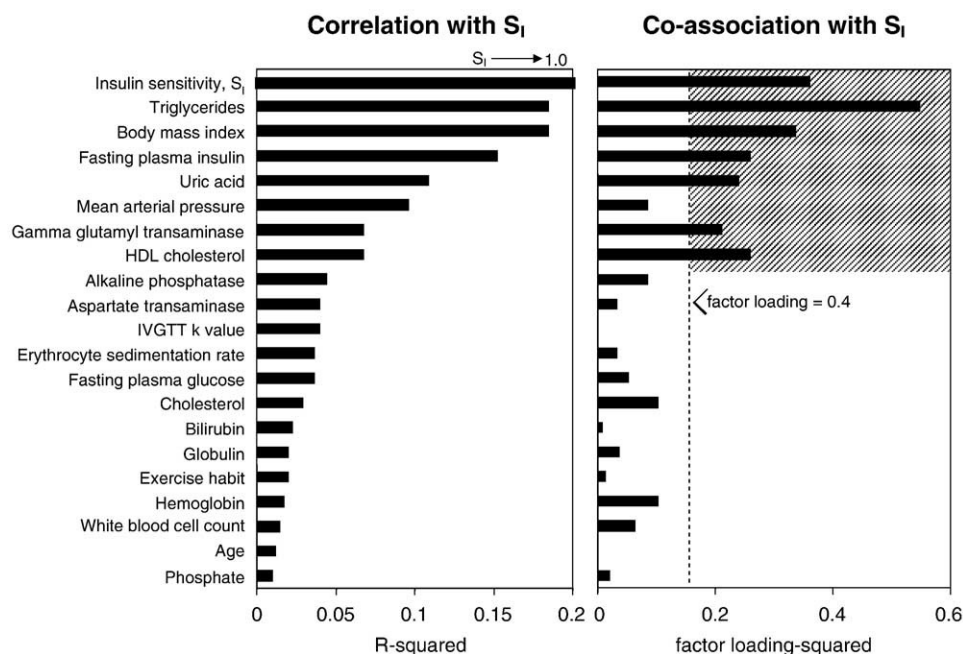 Correlation with SI
Co-association with SI
SI → 1.0
Insulin sensitivity, SI
Triglycerides
Body mass index
Fasting plasma insulin
Uric acid
Mean arterial pressure
Gamma glutamyl transaminase
HDL cholesterol
Alkaline phosphatase
Aspartate transaminase
factor loading = 0.4
IVGTT k value
Erythrocyte sedimentation rate
Fasting plasma glucose
Cholesterol
Bilirubin
Globulin
Exercise habit
Hemoglobin
White blood cell count
Age
Phosphate
0 0.05 0.1 0.15 0.2
0 0.2 0.4 0.6
R-squared
factor loading-squared